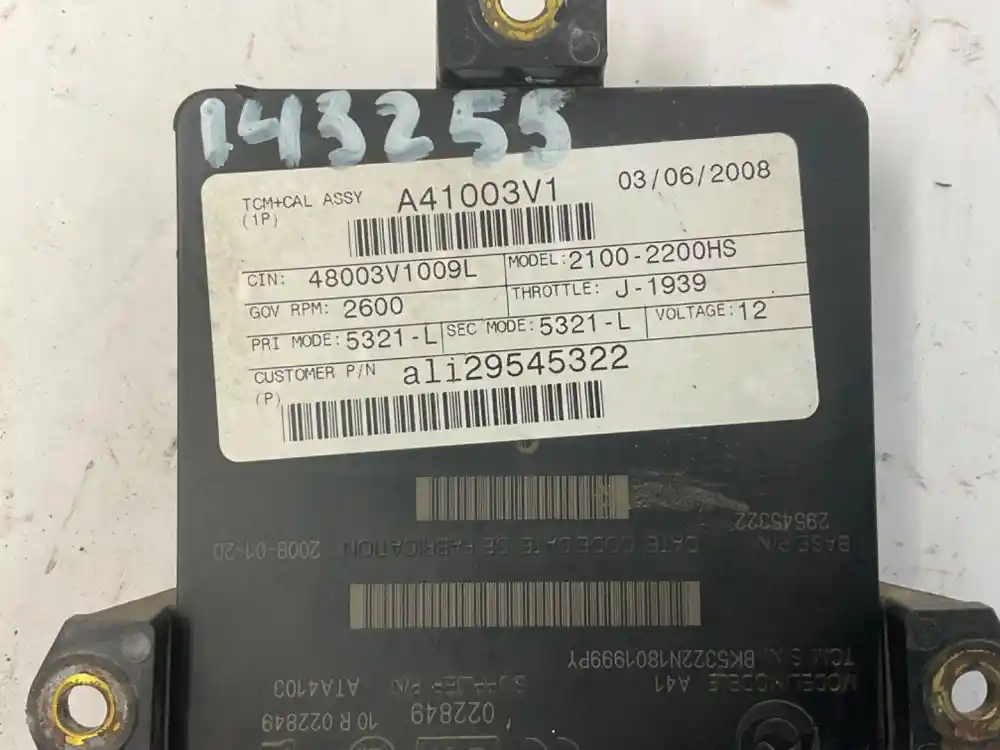 143255
TCM+CAL ASSY A41003V1 03/06/2008
(1P)
CIN: 48003V1009L MODEL: 2100-2200HS
GOV RPM: 2600 THROTTLE: J-1939
PRI MODE: 5321-L SEC MODE: 5321-L VOLTAGE: 12
CUSTOMER P/N ali29545322
(P)
BASE P/N 29545322
DATE CODE/DATE DE FABRICATION 2008-01-20
TCM S.N. BK5322N1801999PY
MODEL/MODELE A41 SUPPLIER P/N ATA4103
022849 10 R 022849